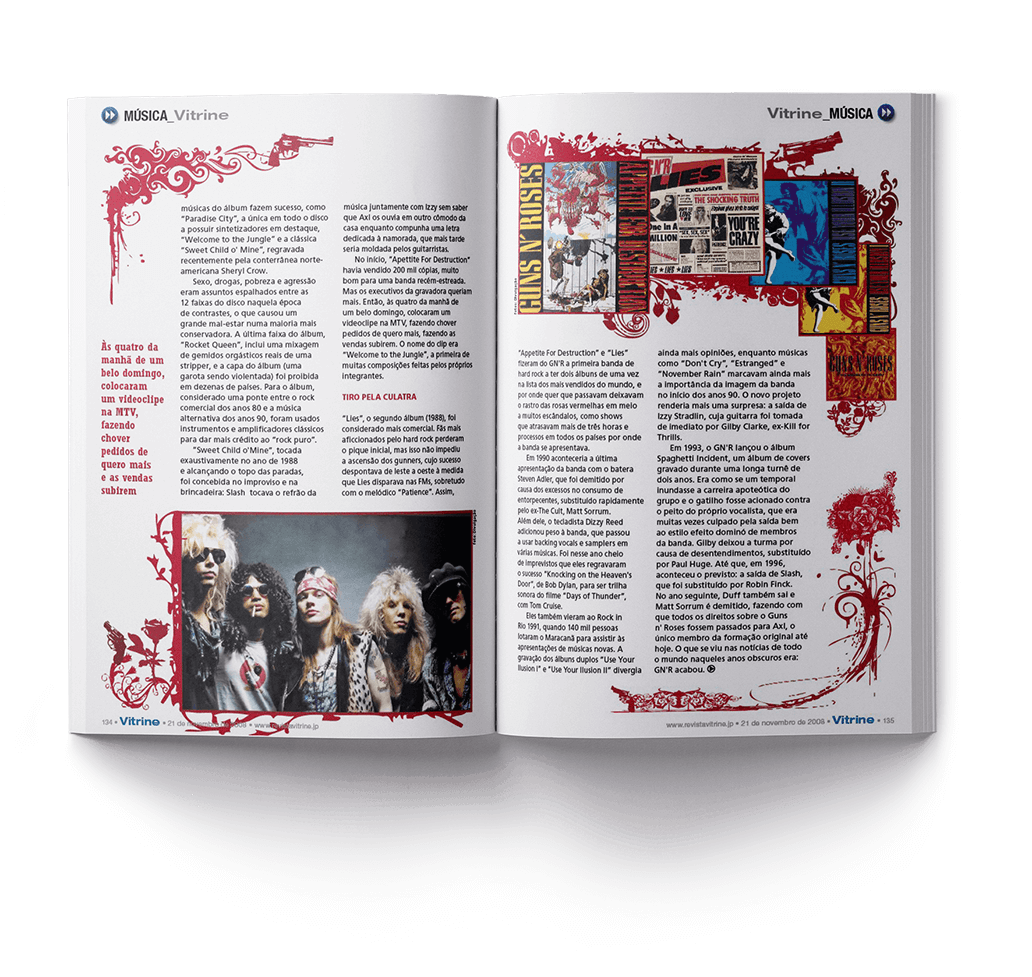 MÚSICA_Vitrine
músicas do álbum fazem sucesso, como
"Paradise City", a única em todo o disco
a possuir sintetizadores em destaque,
"Welcome to the Jungle" e a clássica
"Sweet Child o' Mine", regravada
recentemente pela conterrânea norte-
americana Sheryl Crow.
Sexo, drogas, pobreza e agressão
eram assuntos espalhados entre as
12 faixas do disco naquela época
de contrastes, o que causou um
grande mal-estar numa maioria mais
conservadora. A última faixa do álbum,
"Rocket Queen", inclui uma mixagem
de gemidos orgásticos reais de uma
stripper, e a capa do álbum (uma
garota sendo violentada) foi proibida
em dezenas de países. Para o álbum,
considerado uma ponte entre o rock
comercial dos anos 80 e a música
alternativa dos anos 90, foram usados
instrumentos e amplificadores clássicos
para dar mais crédito ao "rock puro".
"Sweet Child o'Mine", tocada
exaustivamente no ano de 1988
e alcançando o topo das paradas,
foi concebida no improviso e na
brincadeira: Slash tocava o refrão da
Às quatro da
manhã de um
belo domingo,
colocaram
um videoclipe
na MTV,
fazendo
chover
pedidos de
quero mais
e as vendas
subirem
música juntamente com Izzy sem saber
que Axl os ouvia em outro cômodo da
casa enquanto compunha uma letra
dedicada à namorada, que mais tarde
seria moldada pelos guitarristas.
No início, "Apettite For Destruction"
havia vendido 200 mil cópias, muito
bom para uma banda recém-estreada.
Mas os executivos da gravadora queriam
mais. Então, às quatro da manhã de
um belo domingo, colocaram um
videoclipe na MTV, fazendo chover
pedidos de quero mais, fazendo as
vendas subirem. O nome do clip era
"Welcome to the Jungle", a primeira de
muitas composições feitas pelos próprios
integrantes.
TIRO PELA CULATRA
"Lies", o segundo álbum (1988), foi
considerado mais comercial. Fãs mais
aficcionados pelo hard rock perderam
o pique inicial, mas isso não impediu
a ascensão dos gunners, cujo sucesso
despontava de leste a oeste à medida
que Lies disparava nas FMs, sobretudo
com o melódico "Patience". Assim,
134 • Vitrine • 21 de novembro de 2008 • www.revistavitrine.jp
Vitrine_MÚSICA
GUNS N' ROSES
APPETITE FOR DESTRUCTION
GN'R
LIES
EXCLUSIVE
THE SHOCKING TRUTH
One In A
MILLION
YOU'RE
CRAZY
LIES ★ LIES ★ LIES
GUNS N' ROSES
"Appetite For Destruction" e "Lies"
fizeram do GN'R a primeira banda de
hard rock a ter dois álbuns de uma vez
na lista dos mais vendidos do mundo, e
por onde quer que passavam deixavam
o rastro das rosas vermelhas em meio
a muitos escândalos, como shows
que atrasavam mais de três horas e
processos em todos os países por onde
a banda se apresentava.
Em 1990 aconteceria a última
apresentação da banda com o batera
Steven Adler, que foi demitido por
causa dos excessos no consumo de
entorpecentes, substituído rapidamente
pelo ex-The Cult, Matt Sorrum.
Além dele, o tecladista Dizzy Reed
adicionou peso à banda, que passou
a usar backing vocals e samplers em
várias músicas. Foi nesse ano cheio
de imprevistos que eles regravaram
o sucesso "Knocking on the Heaven's
Door", de Bob Dylan, para ser trilha
sonora do filme "Days of Thunder",
com Tom Cruise.
Eles também vieram ao Rock in
Rio 1991, quando 140 mil pessoas
lotaram o Maracanã para assistir às
apresentações de músicas novas. A
gravação dos álbuns duplos "Use Your
Ilusion I" e "Use Your Ilusion II" divergia
ainda mais opiniões, enquanto músicas
como "Don't Cry", "Estranged" e
"November Rain" marcavam ainda mais
a importância da imagem da banda
no início dos anos 90. O novo projeto
renderia mais uma surpresa: a saída de
Izzy Stradlin, cuja guitarra foi tomada
de imediato por Gilby Clarke, ex-Kill for
Thrills.
Em 1993, o GN'R lançou o álbum
Spaghetti Incident, um álbum de covers
gravado durante uma longa turnê de
dois anos. Era como se um temporal
inundasse a carreira apoteótica do
grupo e o gatilho fosse acionado contra
o peito do próprio vocalista, que era
muitas vezes culpado pela saída bem
ao estilo efeito dominó de membros
da banda. Gilby deixou a turma por
causa de desentendimentos, substituído
por Paul Huge. Até que, em 1996,
aconteceu o previsto: a saída de Slash,
que foi substituído por Robin Finck.
No ano seguinte, Duff também sai e
Matt Sorrum é demitido, fazendo com
que todos os direitos sobre o Guns
n' Roses fossem passados para Axl, o
único membro da formação original até
hoje. O que se viu nas notícias de todo
o mundo naqueles anos obscuros era:
GN'R acabou.
www.revistavitrine.jp • 21 de novembro de 2008 • Vitrine • 135